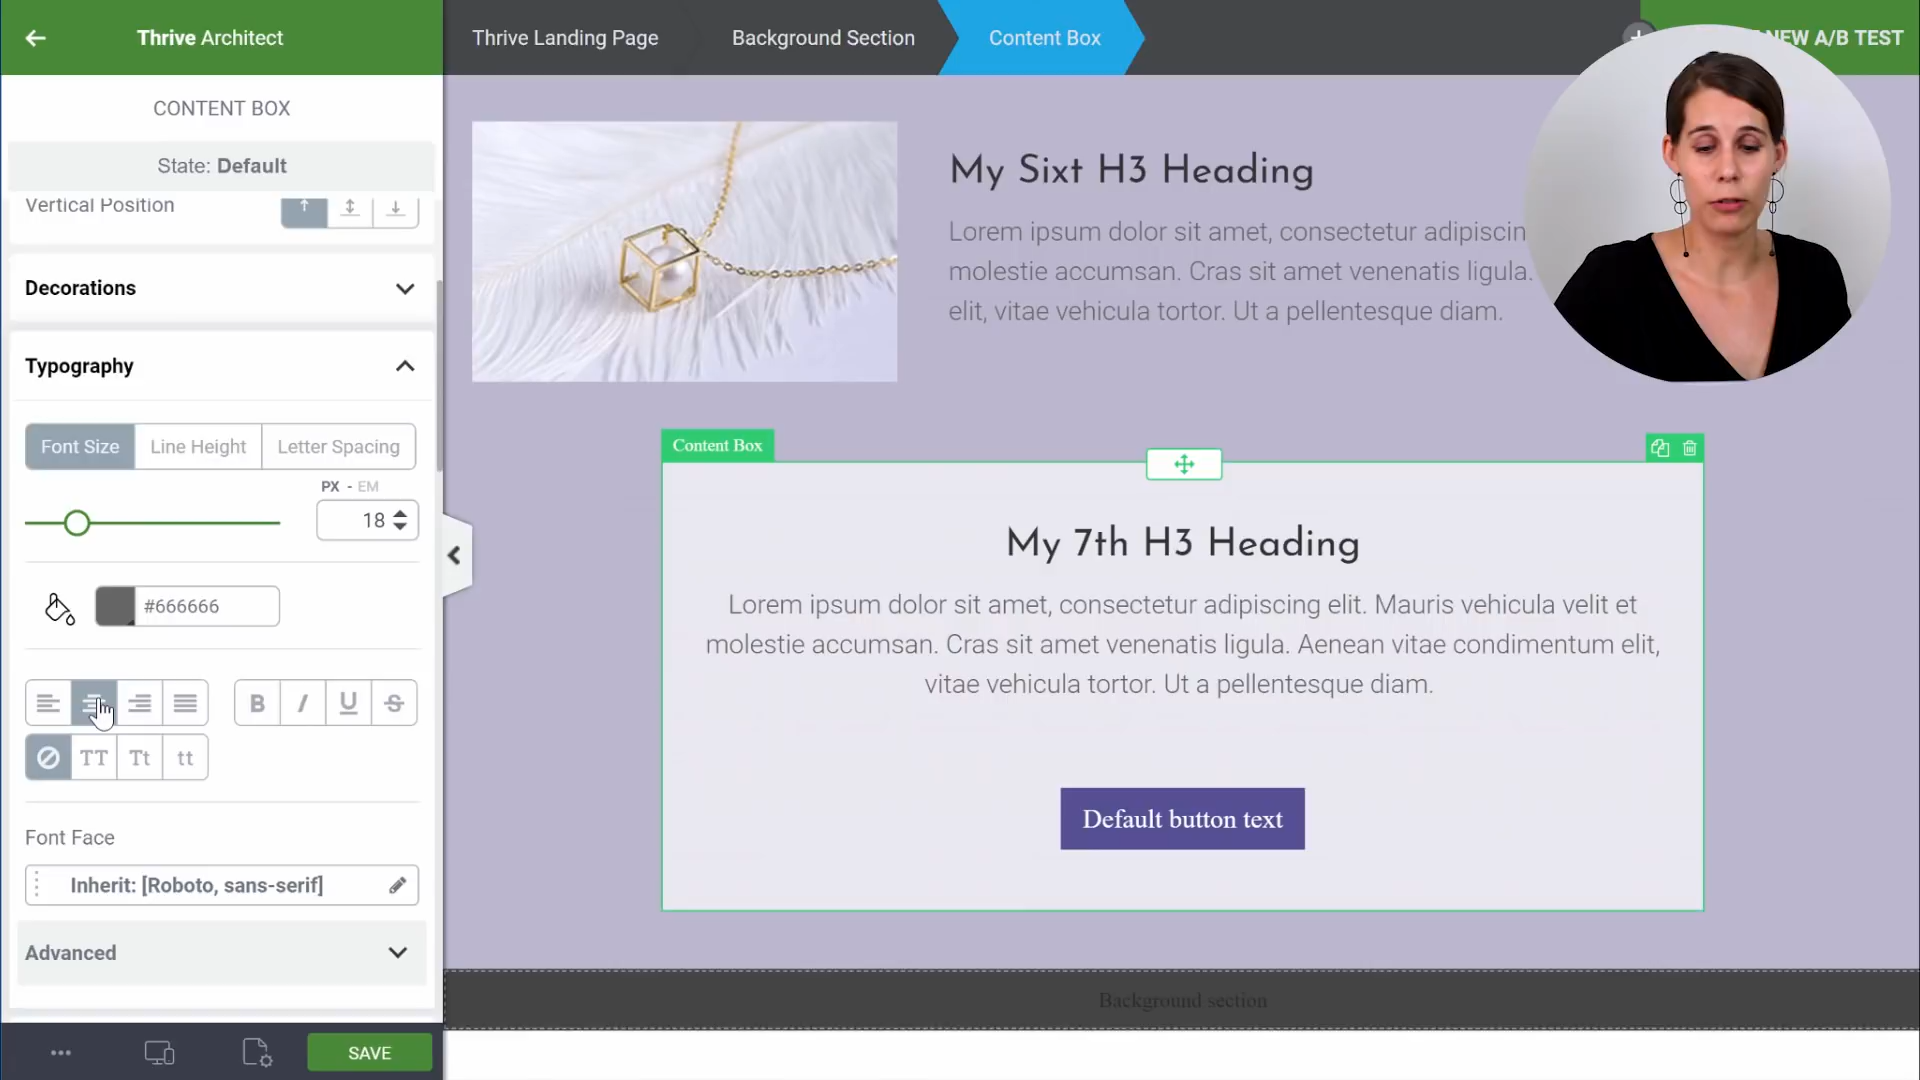 Thrive Architect
Thrive Landing Page
Background Section
Content Box
NEW A/B TEST
CONTENT BOX
State: Default
Vertical Position
Decorations
Typography
Font Size
Line Height
Letter Spacing
PX - EM
18
#666666
B I U S
TT Tt tt
Font Face
Inherit: [Roboto, sans-serif]
Advanced
SAVE
My Sixt H3 Heading
Lorem ipsum dolor sit amet, consectetur adipiscin
molestie accumsan. Cras sit amet venenatis ligula.
elit, vitae vehicula tortor. Ut a pellentesque diam.
Content Box
My 7th H3 Heading
Lorem ipsum dolor sit amet, consectetur adipiscing elit. Mauris vehicula velit et
molestie accumsan. Cras sit amet venenatis ligula. Aenean vitae condimentum elit,
vitae vehicula tortor. Ut a pellentesque diam.
Default button text
Background section